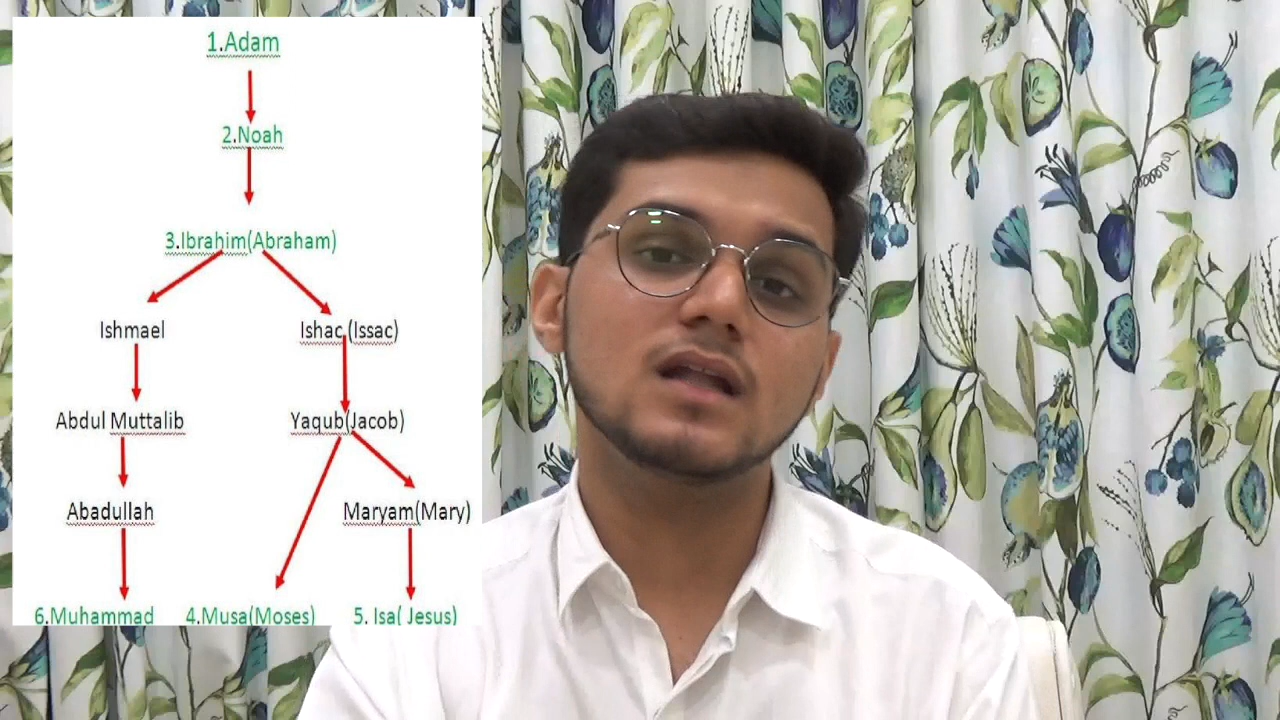 1.Adam
2.Noah
3.Ibrahim(Abraham)
Ishmael Ishac (Issac)
Abdul Muttalib Yaqub(Jacob)
Abadullah Maryam(Mary)
6.Muhammad 4.Musa(Moses) 5. Isa( Jesus)